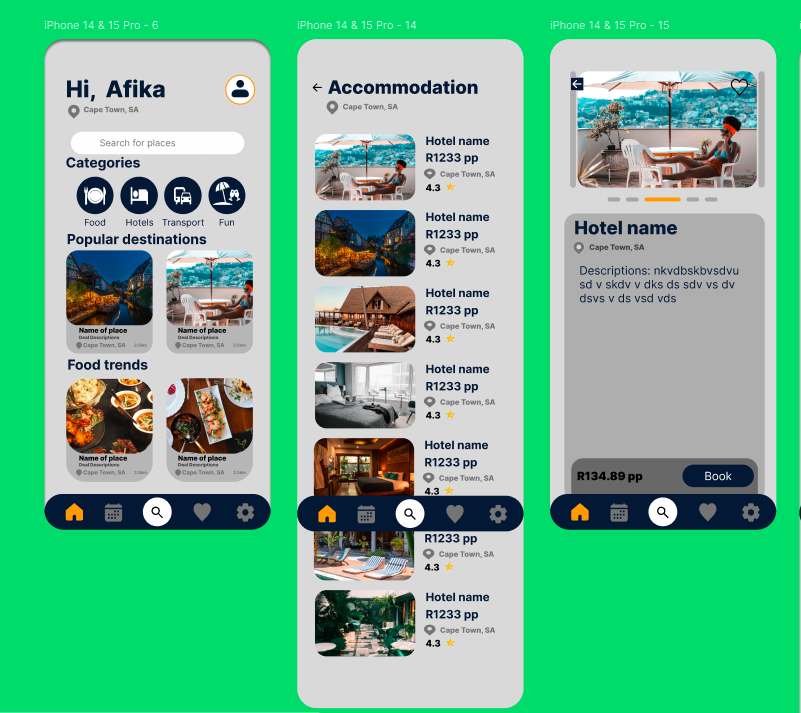 iPhone 14 & 15 Pro - 6
Hi, Afika
Cape Town, SA
Search for places
Categories
Food
Hotels
Transport
Fun
Popular destinations
Name of place
Deal Descriptions
Cape Town, SA
2.5km
Name of place
Deal Descriptions
Cape Town, SA
2.5km
Food trends
Name of place
Deal Descriptions
Cape Town, SA
2.5km
Name of place
Deal Descriptions
Cape Town, SA
2.5km
iPhone 14 & 15 Pro - 14
Accommodation
Cape Town, SA
Hotel name
R1233 pp
Cape Town, SA
4.3
Hotel name
R1233 pp
Cape Town, SA
4.3
Hotel name
R1233 pp
Cape Town, SA
4.3
Hotel name
R1233 pp
Cape Town, SA
4.3
Hotel name
R1233 pp
Cape Town, SA
4.3
R1233 pp
Cape Town, SA
4.3
Hotel name
R1233 pp
Cape Town, SA
4.3
iPhone 14 & 15 Pro - 15
Hotel name
Cape Town, SA
Descriptions: nkvdbskbvsdvu
sd v skdv v dks ds sdv vs dv
dsvs v ds vsd vds
R134.89 pp
Book